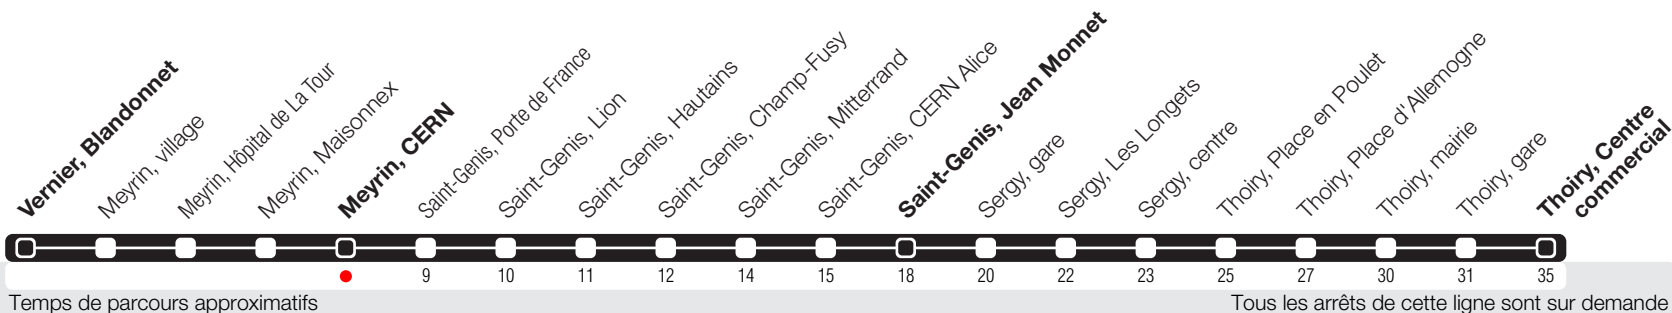 Vernier, Blandonnet
Meyrin, village
Meyrin, Hôpital de La Tour
Meyrin, Maisonnex
Meyrin, CERN
Saint-Genis, Porte de France
Saint-Genis, Lion
Saint-Genis, Hautains
Saint-Genis, Champ-Fusy
Saint-Genis, Mitterrand
Saint-Genis, CERN Alice
Saint-Genis, Jean Monnet
Sergy, gare
Sergy, Les Longets
Sergy, centre
Thoiry, Place en Poulet
Thoiry, Place d'Allemogne
Thoiry, mairie
Thoiry, gare
Thoiry, Centre
commercial
9 10 11 12 14 15 18 20 22 23 25 27 30 31 35
Temps de parcours approximatifs
Tous les arrêts de cette ligne sont sur demande